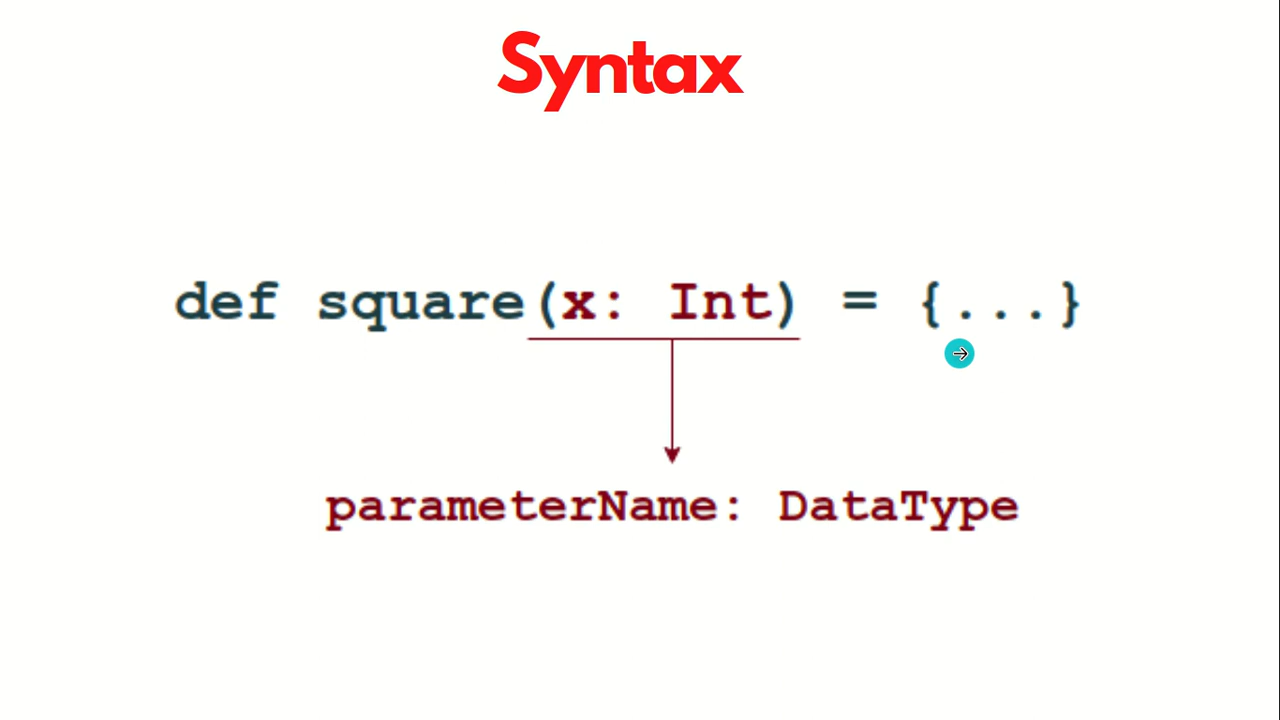 Syntax
def square(x: Int) = {...}
parameterName: DataType